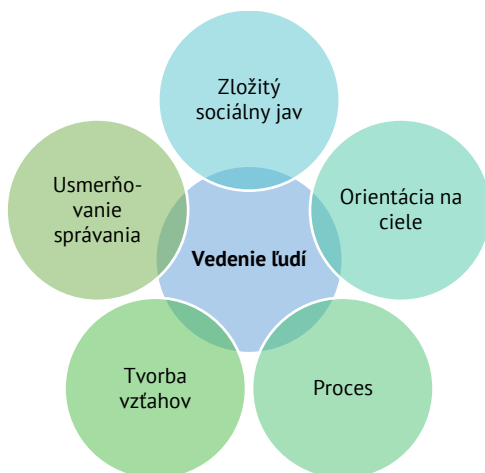 Zložitý
sociálny jav
Usmerňo-
vanie
správania
Orientácia na
ciele
Vedenie ľudí
Tvorba
vzťahov
Proces